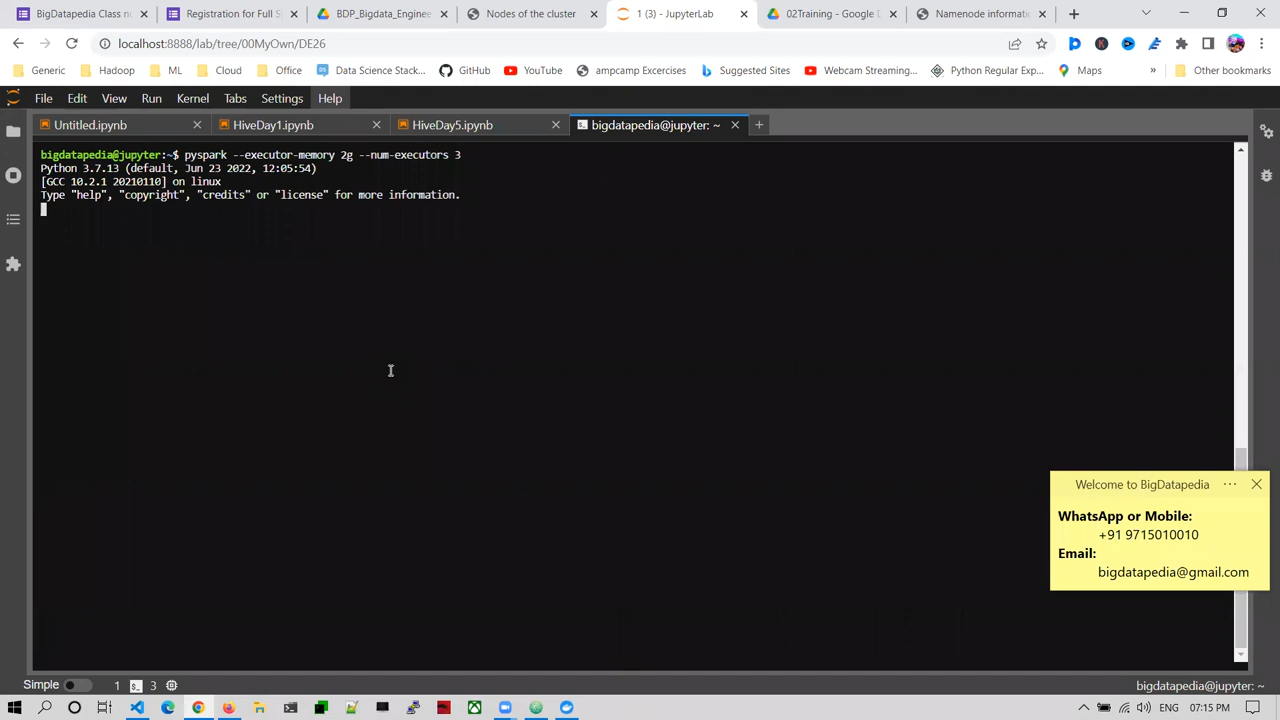 BigDatapedia Class n
Registration for Full S
BDP_Bigdata_Enginee
Nodes of the cluster
1 (3) - JupyterLab
02Training - Google D
Namenode informatio
localhost:8888/lab/tree/00MyOwn/DE26
Generic
Hadoop
ML
Cloud
Office
Data Science Stack...
GitHub
YouTube
ampcamp Excercises
Suggested Sites
Webcam Streaming...
Python Regular Exp...
Maps
»
Other bookmarks
File
Edit
View
Run
Kernel
Tabs
Settings
Help
Untitled.ipynb
HiveDay1.ipynb
HiveDay5.ipynb
bigdatapedia@jupyter: ~
bigdatapedia@jupyter:~$ pyspark --executor-memory 2g --num-executors 3
Python 3.7.13 (default, Jun 23 2022, 12:05:54)
[GCC 10.2.1 20210110] on linux
Type "help", "copyright", "credits" or "license" for more information.
Welcome to BigDatapedia
WhatsApp or Mobile:
+91 9715010010
Email:
bigdatapedia@gmail.com
Simple
1
3
bigdatapedia@jupyter: ~
ENG
07:15 PM